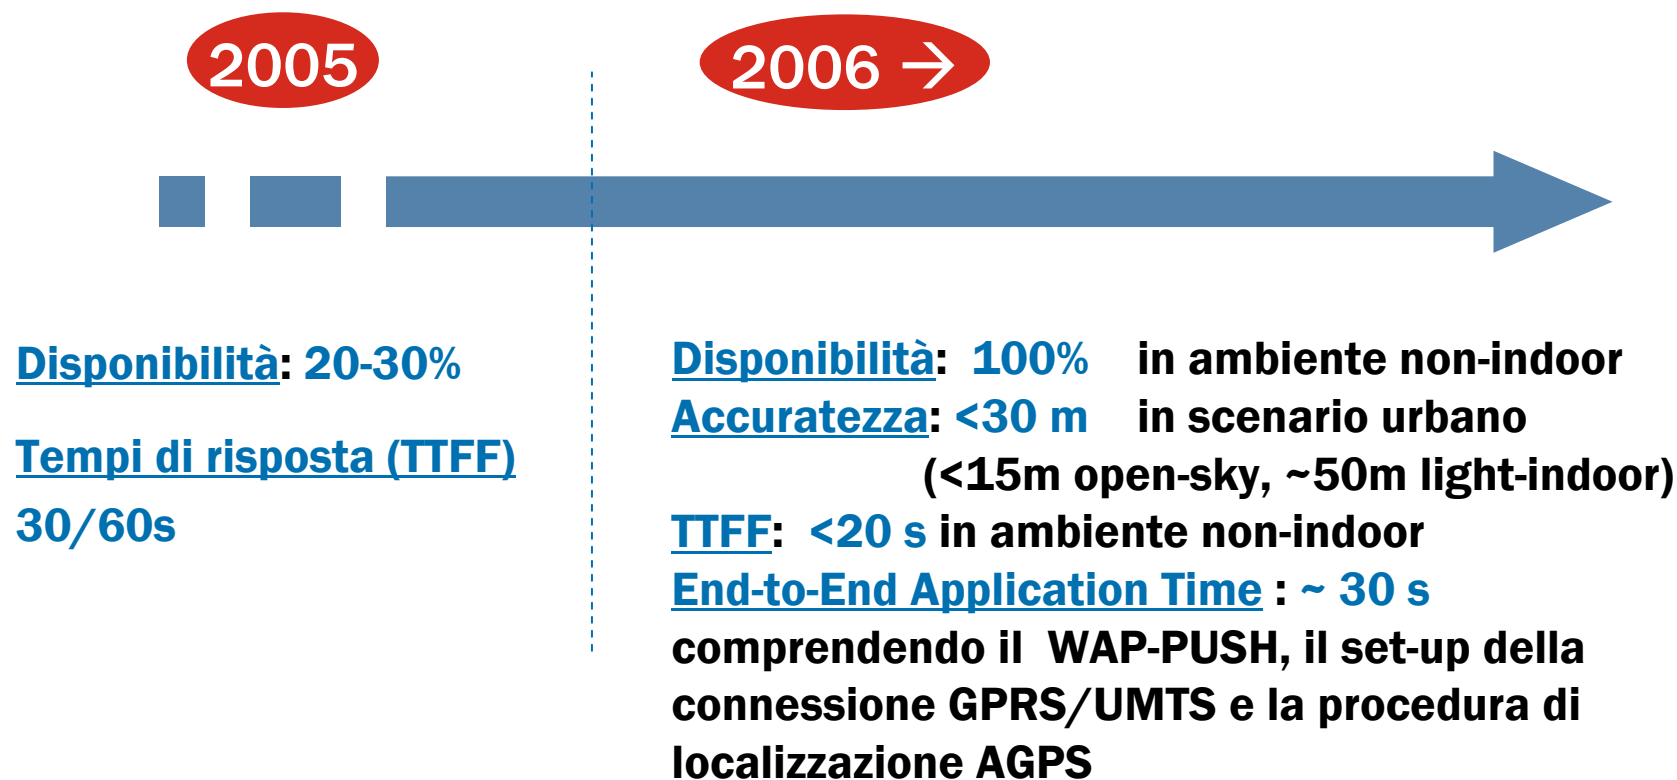 2005
2006 →
Disponibilità: 20-30%
Tempi di risposta (TTFF)
30/60s
Disponibilità: 100% in ambiente non-indoor
Accuratezza: <30 m in scenario urbano
(<15m open-sky, ~50m light-indoor)
TTFF: <20 s in ambiente non-indoor
End-to-End Application Time : ~ 30 s
comprendendo il WAP-PUSH, il set-up della
connessione GPRS/UMTS e la procedura di
localizzazione AGPS